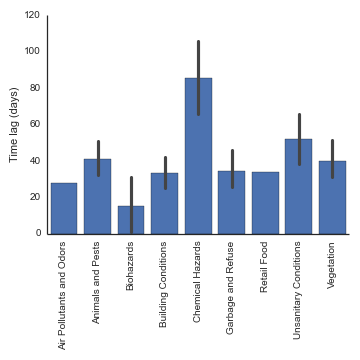 120
100
80
60
40
20
0
Time lag (days)
Air Pollutants and Odors
Animals and Pests
Biohazards
Building Conditions
Chemical Hazards
Garbage and Refuse
Retail Food
Unsanitary Conditions
Vegetation